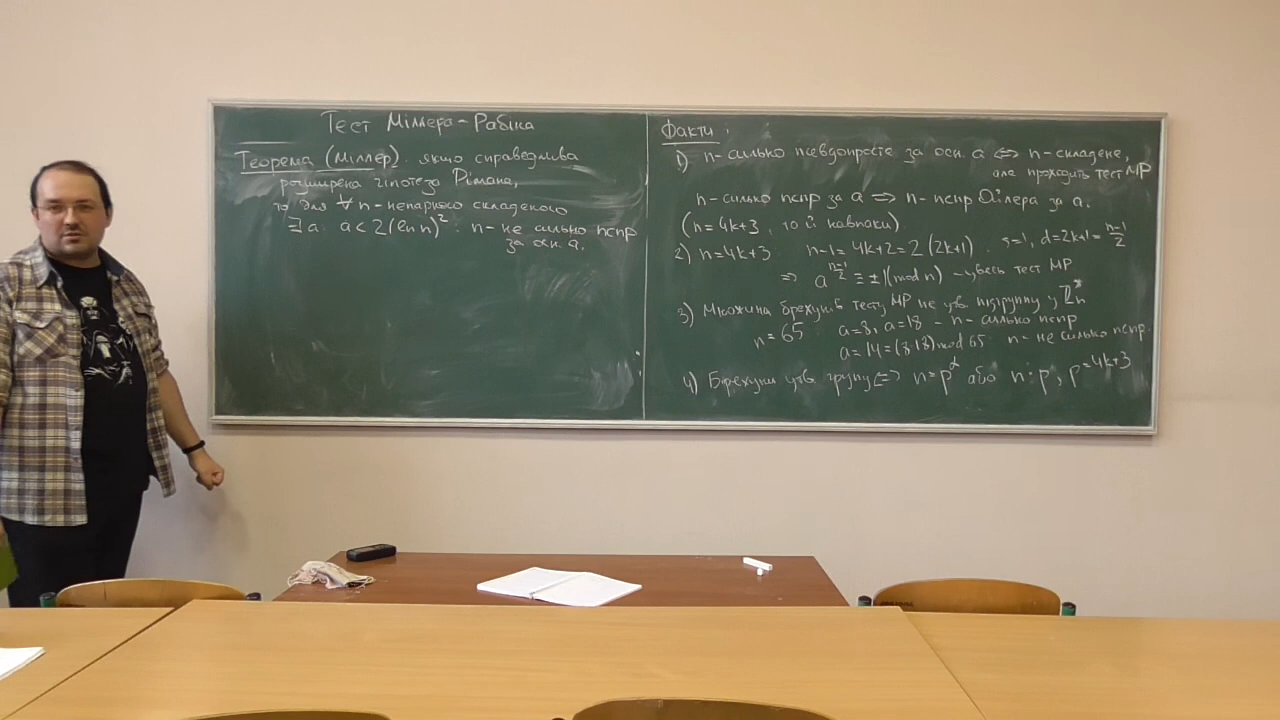 Тест Міллера-Рабіна
Теорема (Міллер). якщо справедлива
розширена гіпотеза Рімана,
то для ∀ n - непарного складеного
∃ a: a < 2(ln n)²: n - не сильно пспр
за осн. a.
Факти:
1) n - сильно псевдопросте за осн. a ⇔ n - складене,
але проходить тест МР
n - сильно пспр за a ⇒ n - пспр Ойлера за a.
(n = 4k+3, то й навпаки)
2) n = 4k+3 n-1 = 4k+2 = 2(2k+1). s=1, d=2k+1 = (n-1)/2
⇒ a^((n-1)/2) ≡ ±1 (mod n) - увесь тест МР
3) Множина брехунів тесту МР не утв. підгрупу у ℤₙ*
n = 65 a=8, a=18 - n - сильно пспр
a = 14 = (8·18) mod 65 n - не сильно пспр.
4) Брехуни утв. групу ⇔ n = p^α або n ⋮ p, p = 4k+3